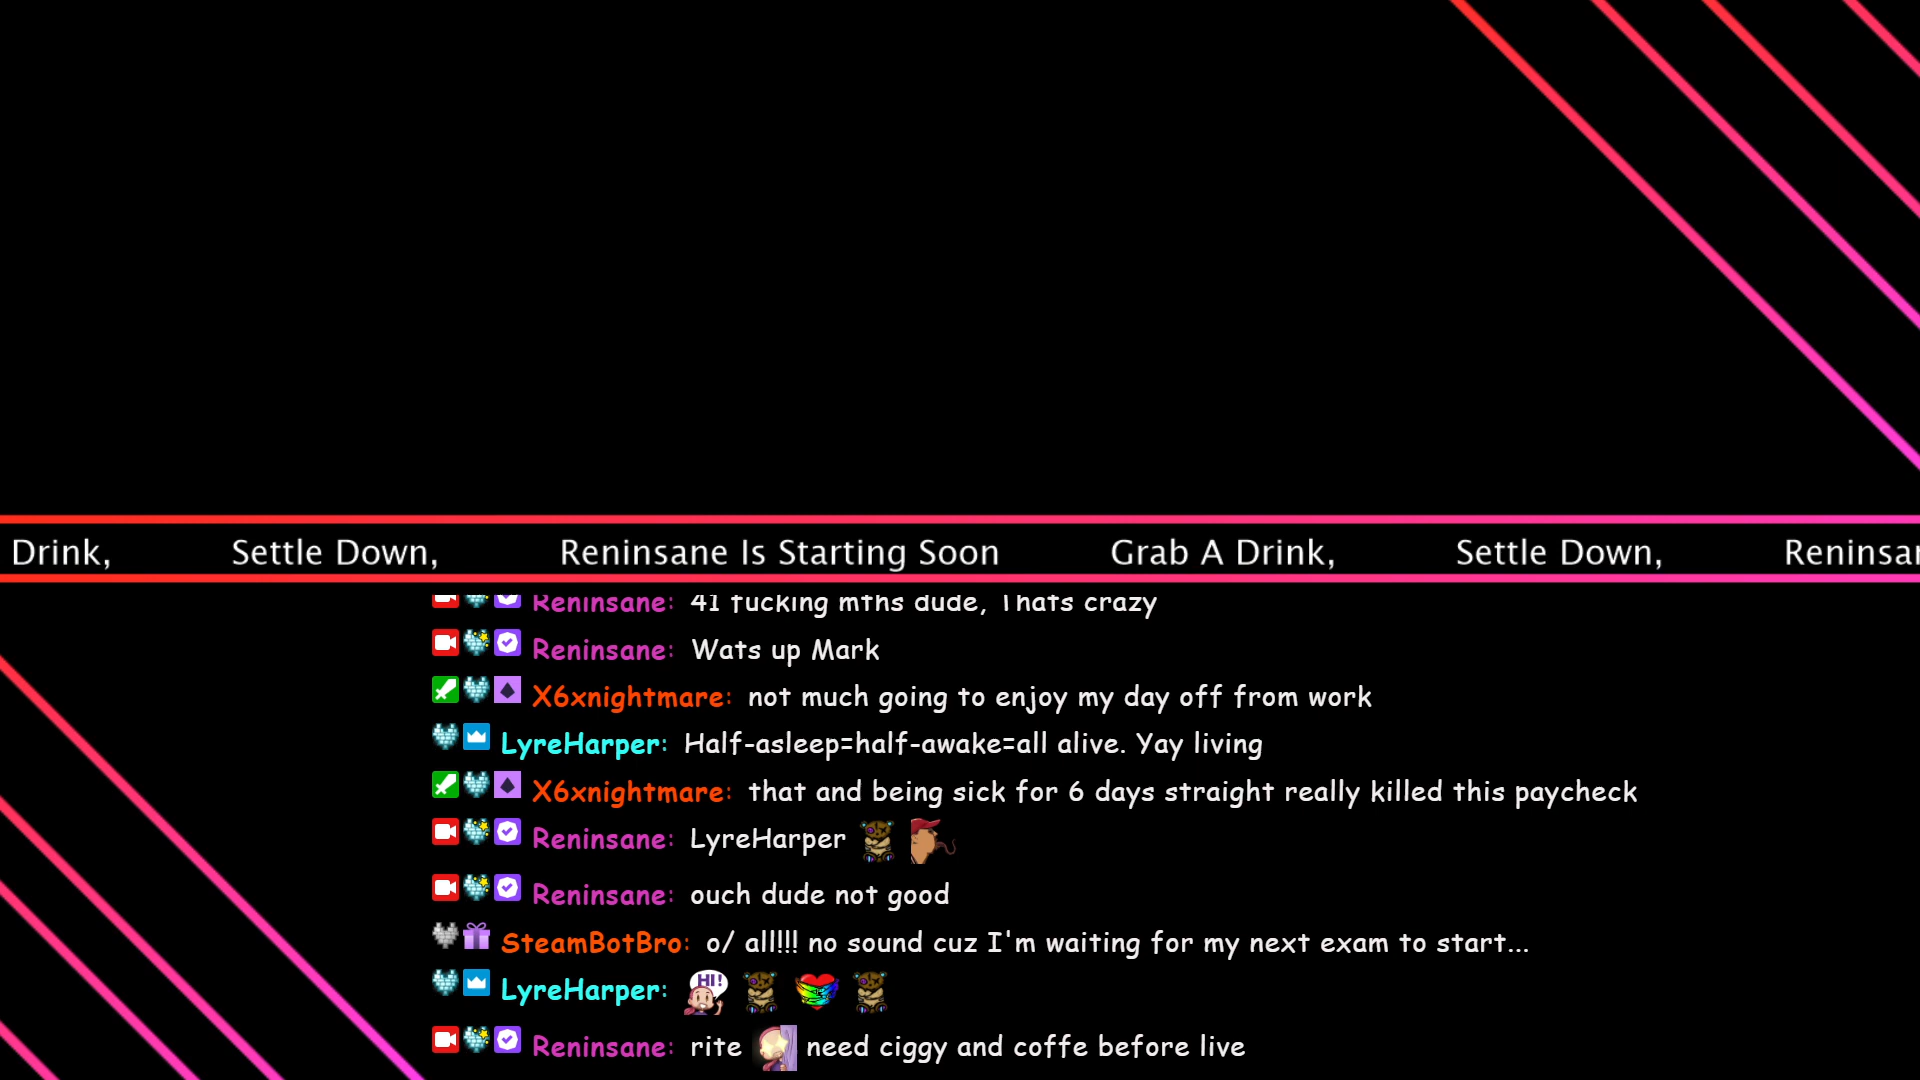 Drink, Settle Down, Reninsane Is Starting Soon Grab A Drink, Settle Down,
Reninsane: 41 fucking mths dude, Thats crazy
Reninsane: Wats up Mark
X6xnightmare: not much going to enjoy my day off from work
LyreHarper: Half-asleep=half-awake=all alive. Yay living
X6xnightmare: that and being sick for 6 days straight really killed this paycheck
Reninsane: LyreHarper
Reninsane: ouch dude not good
SteamBotBro: o/ all!!! no sound cuz I'm waiting for my next exam to start...
LyreHarper: HI!
Reninsane: rite need ciggy and coffe before live